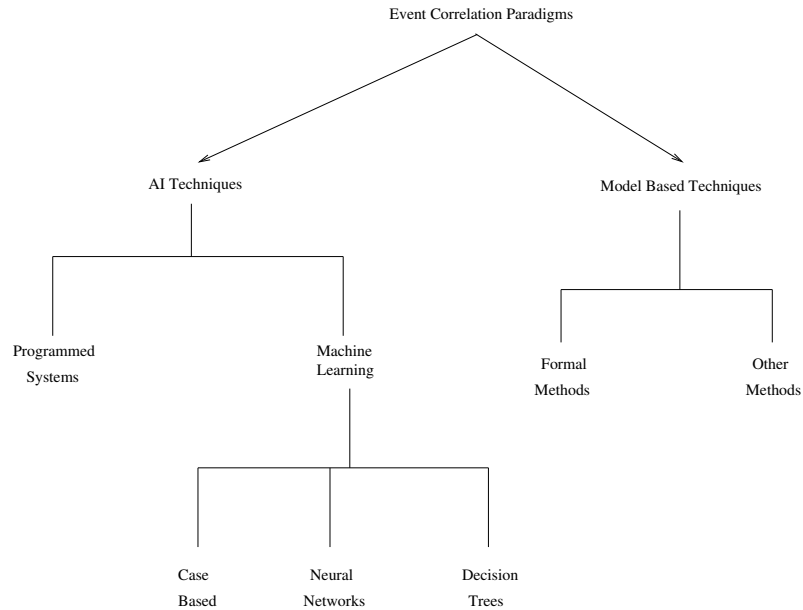 Event Correlation Paradigms
AI Techniques
Model Based Techniques
Programmed
Systems
Machine
Learning
Formal
Methods
Other
Methods
Case
Based
Neural
Networks
Decision
Trees